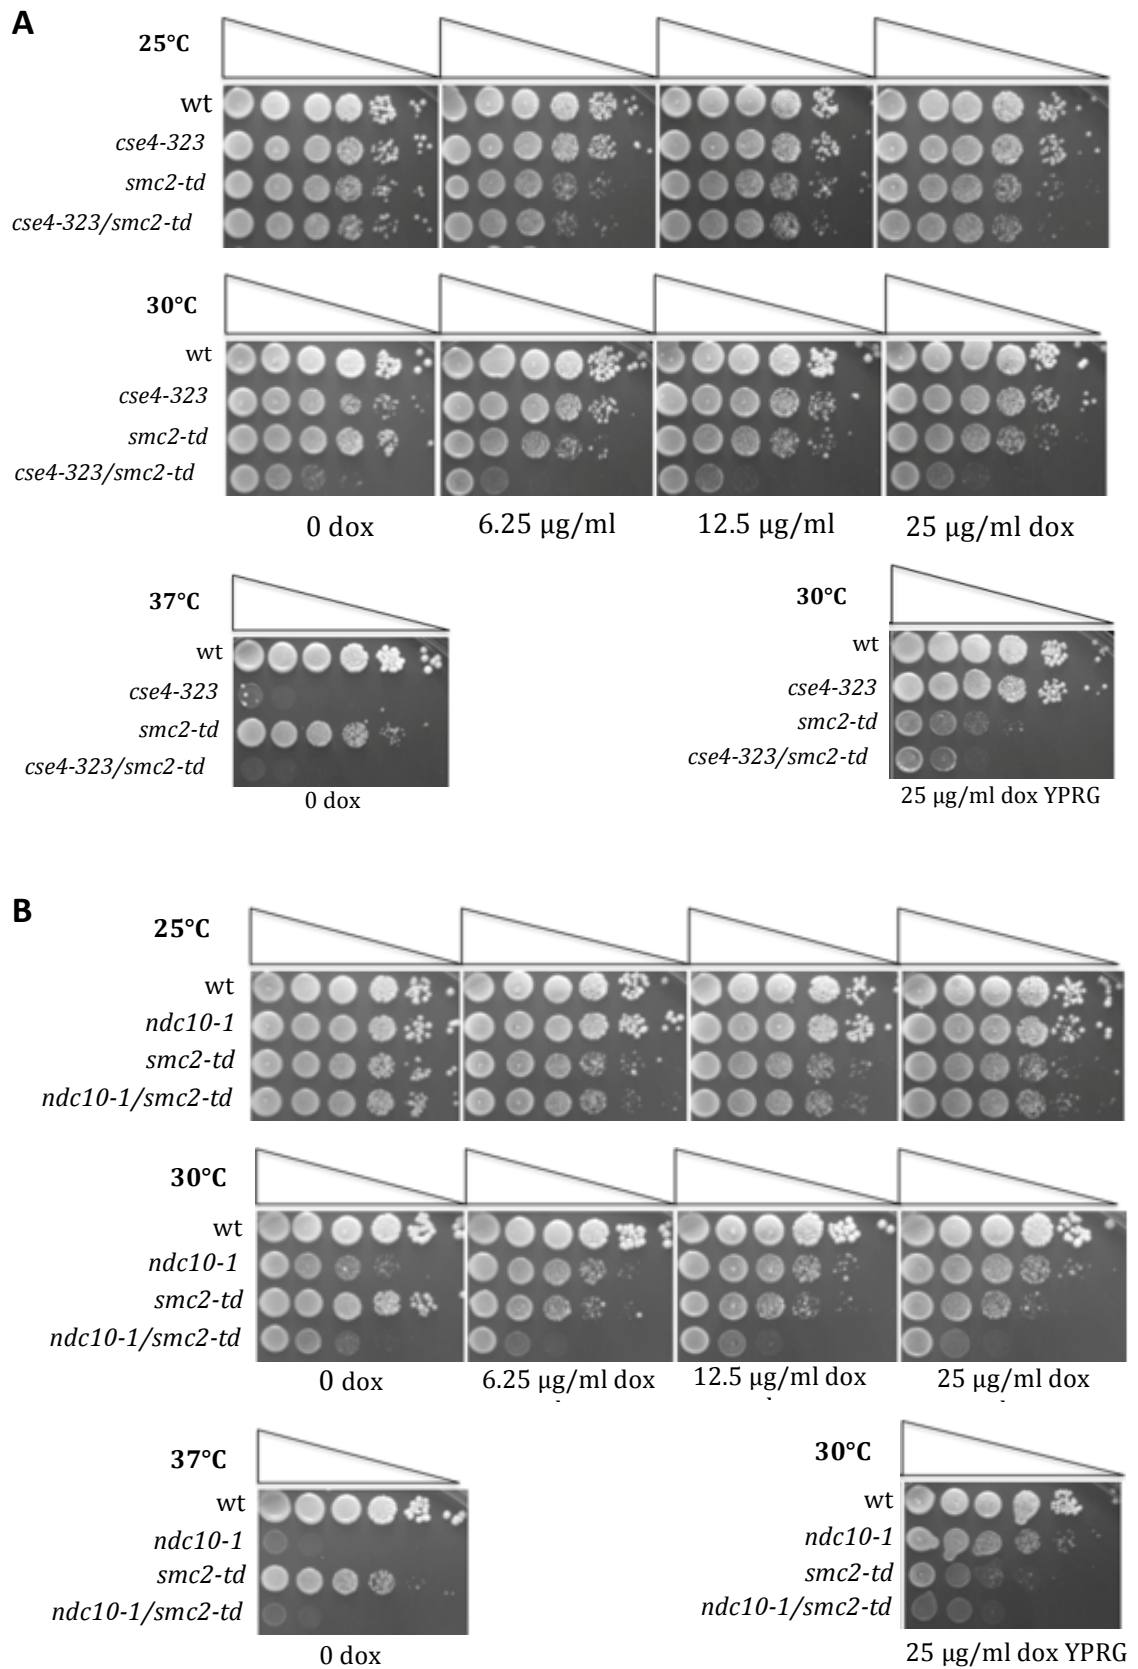 A
25°C
wt
cse4-323
smc2-td
cse4-323/smc2-td
30°C
wt
cse4-323
smc2-td
cse4-323/smc2-td
0 dox 6.25 µg/ml 12.5 µg/ml 25 µg/ml dox
37°C 30°C
wt wt
cse4-323 cse4-323
smc2-td smc2-td
cse4-323/smc2-td cse4-323/smc2-td
0 dox 25 µg/ml dox YPRG
B
25°C
wt
ndc10-1
smc2-td
ndc10-1/smc2-td
30°C
wt
ndc10-1
smc2-td
ndc10-1/smc2-td
0 dox 6.25 µg/ml dox 12.5 µg/ml dox 25 µg/ml dox
37°C 30°C
wt wt
ndc10-1 ndc10-1
smc2-td smc2-td
ndc10-1/smc2-td ndc10-1/smc2-td
0 dox 25 µg/ml dox YPRG